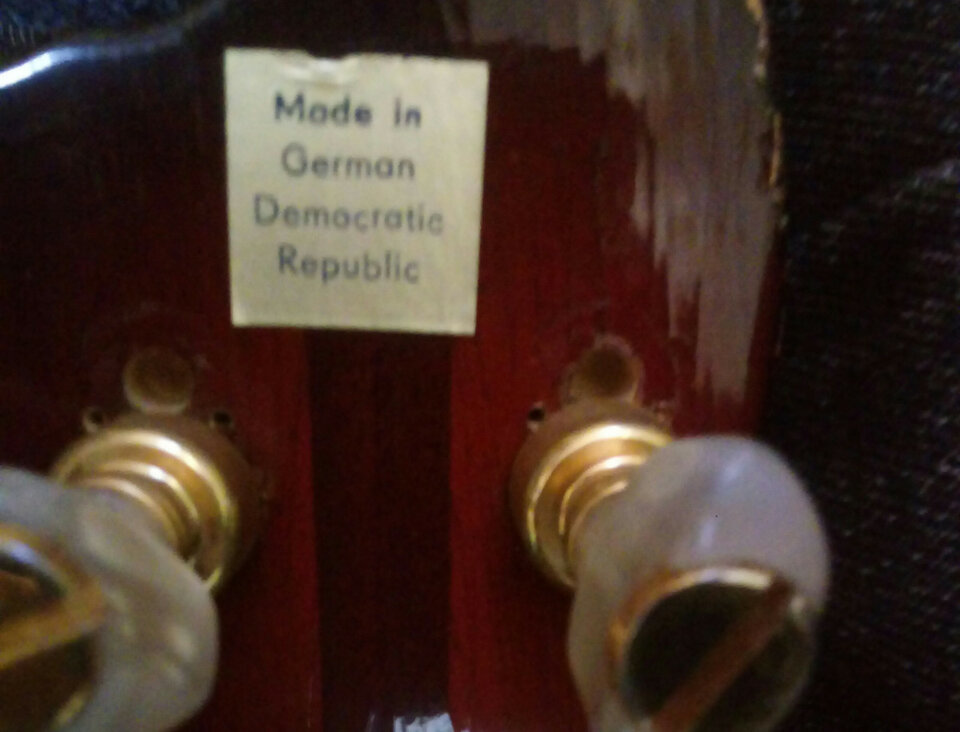 Made in
German
Democratic
Republic